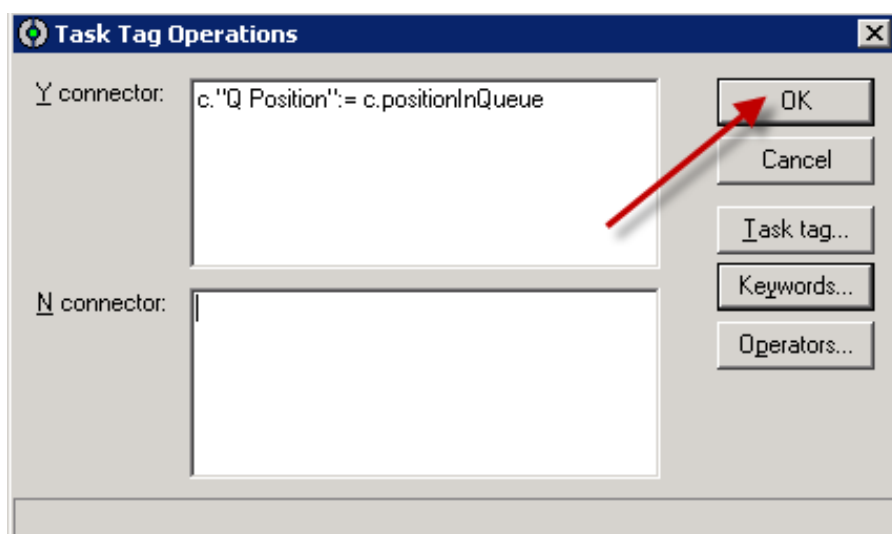 Task Tag Operations
Y connector:
c."Q Position":= c.positionInQueue
OK
Cancel
Task tag...
N connector:
Keywords...
Operators...